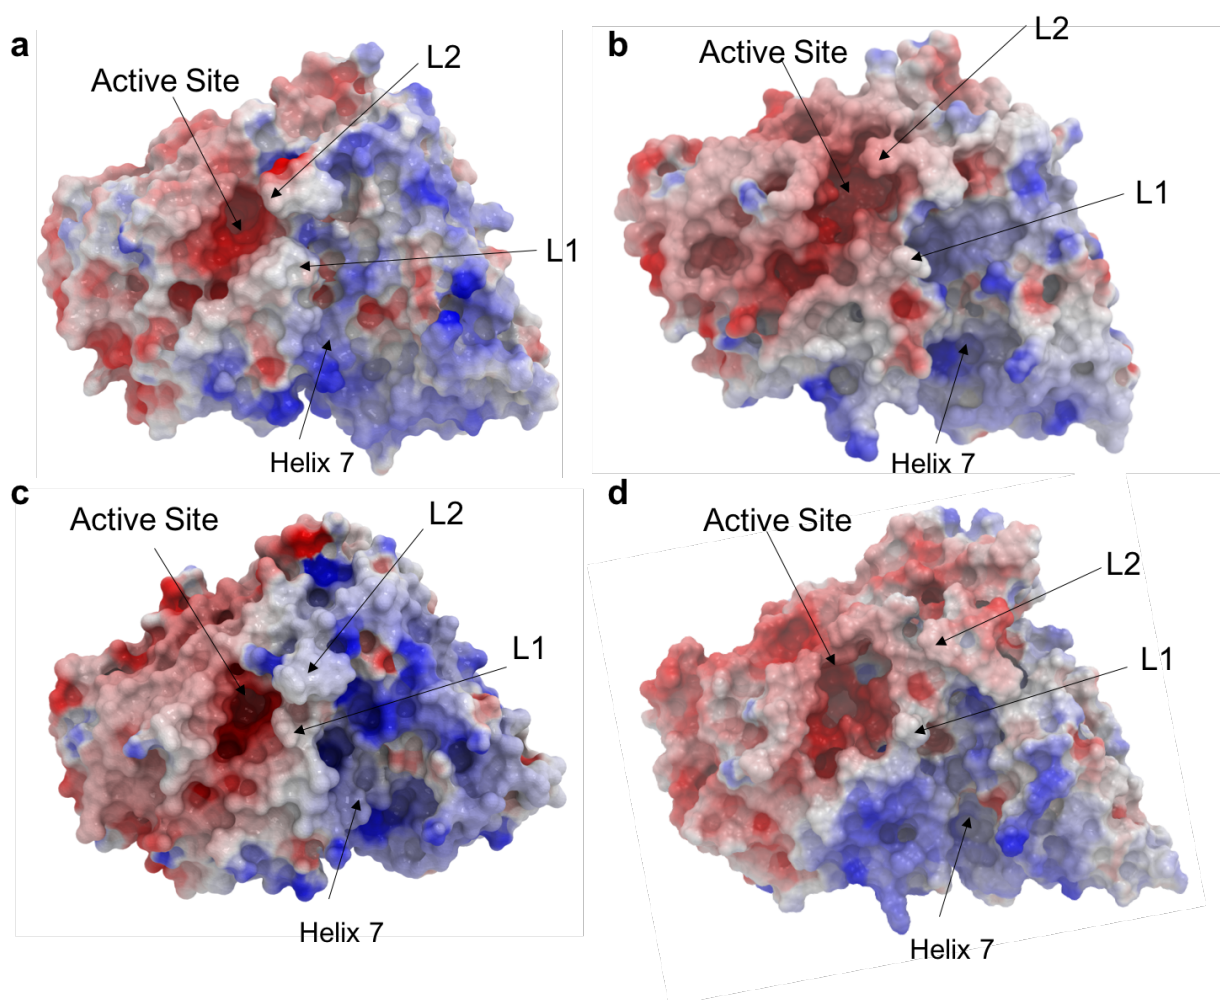 a
Active Site
L2
L1
Helix 7
b
Active Site
L2
L1
Helix 7
c
Active Site
L2
L1
Helix 7
d
Active Site
L2
L1
Helix 7